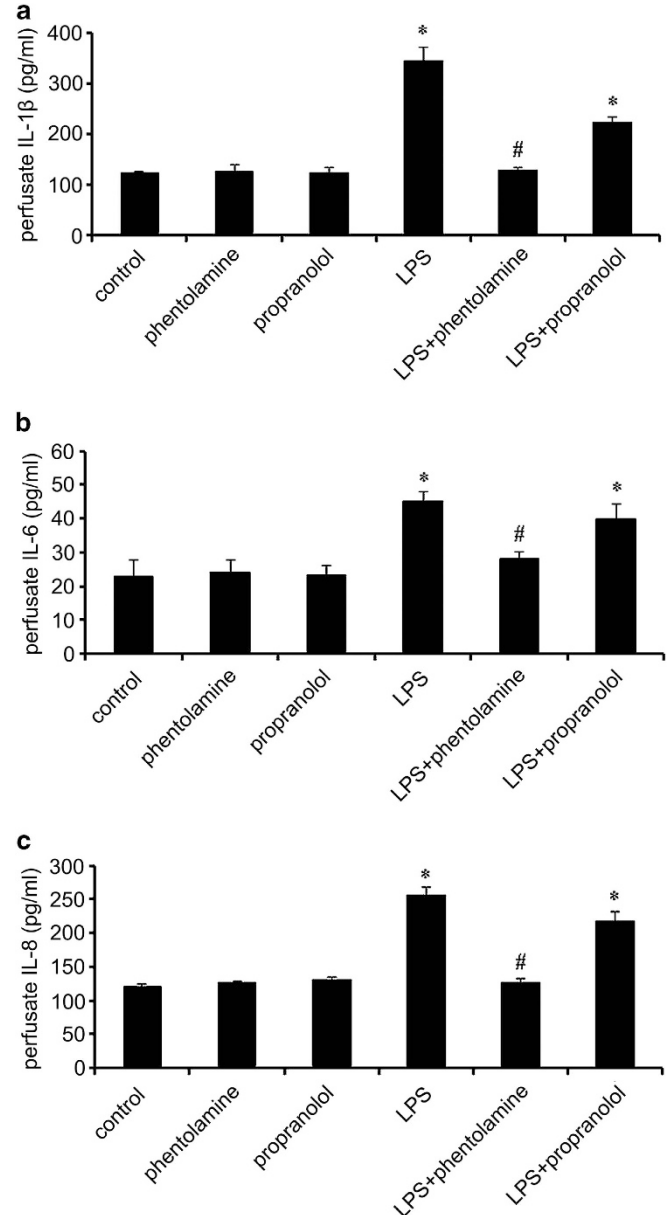 a
perfusate IL-1β (pg/ml)
400
300
200
100
0
*
#
*
control
phentolamine
propranolol
LPS
LPS+phentolamine
LPS+propranolol
b
perfusate IL-6 (pg/ml)
60
50
40
30
20
10
0
*
#
*
control
phentolamine
propranolol
LPS
LPS+phentolamine
LPS+propranolol
c
perfusate IL-8 (pg/ml)
300
250
200
150
100
50
0
*
#
*
control
phentolamine
propranolol
LPS
LPS+phentolamine
LPS+propranolol